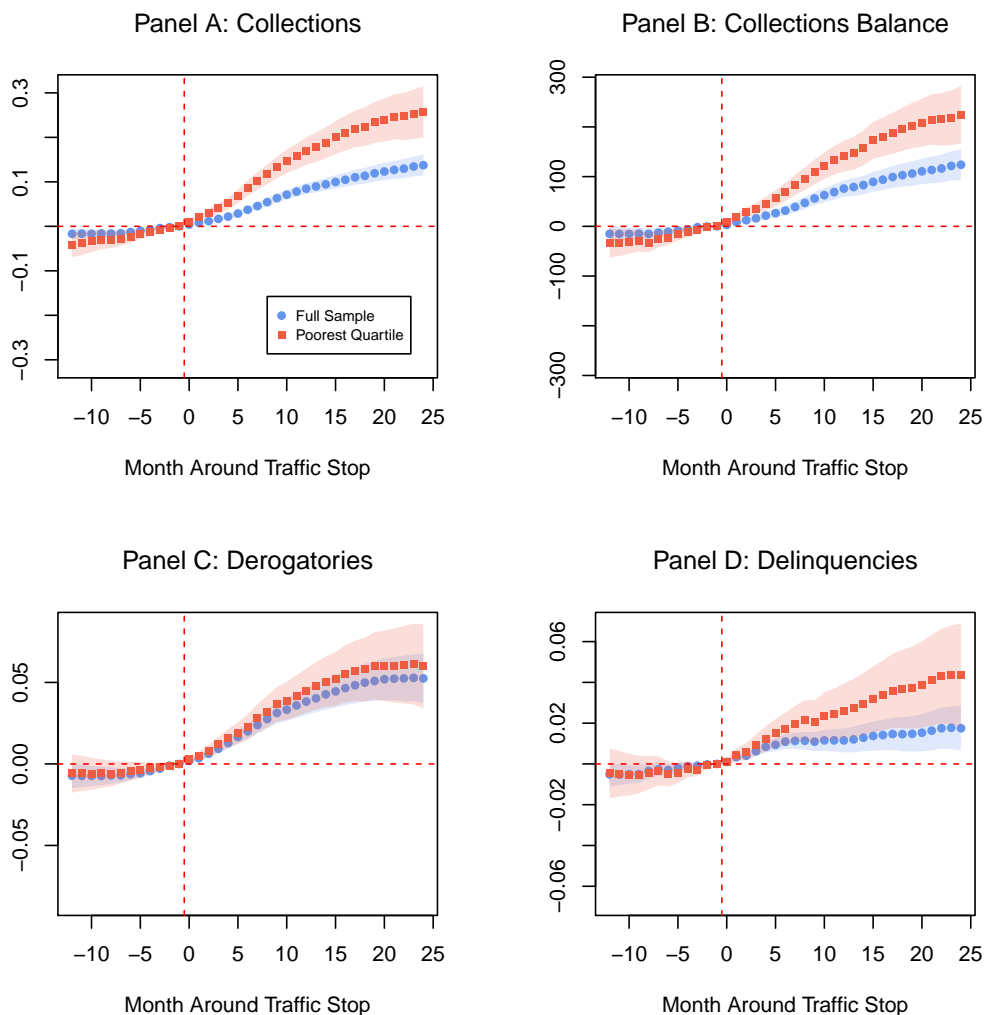 Panel A: Collections
0.3
0.1
−0.1
−0.3
Full Sample
Poorest Quartile
−10 −5 0 5 10 15 20 25
Month Around Traffic Stop
Panel B: Collections Balance
300
100
0
−100
−300
−10 −5 0 5 10 15 20 25
Month Around Traffic Stop
Panel C: Derogatories
0.05
0.00
−0.05
−10 −5 0 5 10 15 20 25
Month Around Traffic Stop
Panel D: Delinquencies
0.06
0.02
−0.02
−0.06
−10 −5 0 5 10 15 20 25
Month Around Traffic Stop